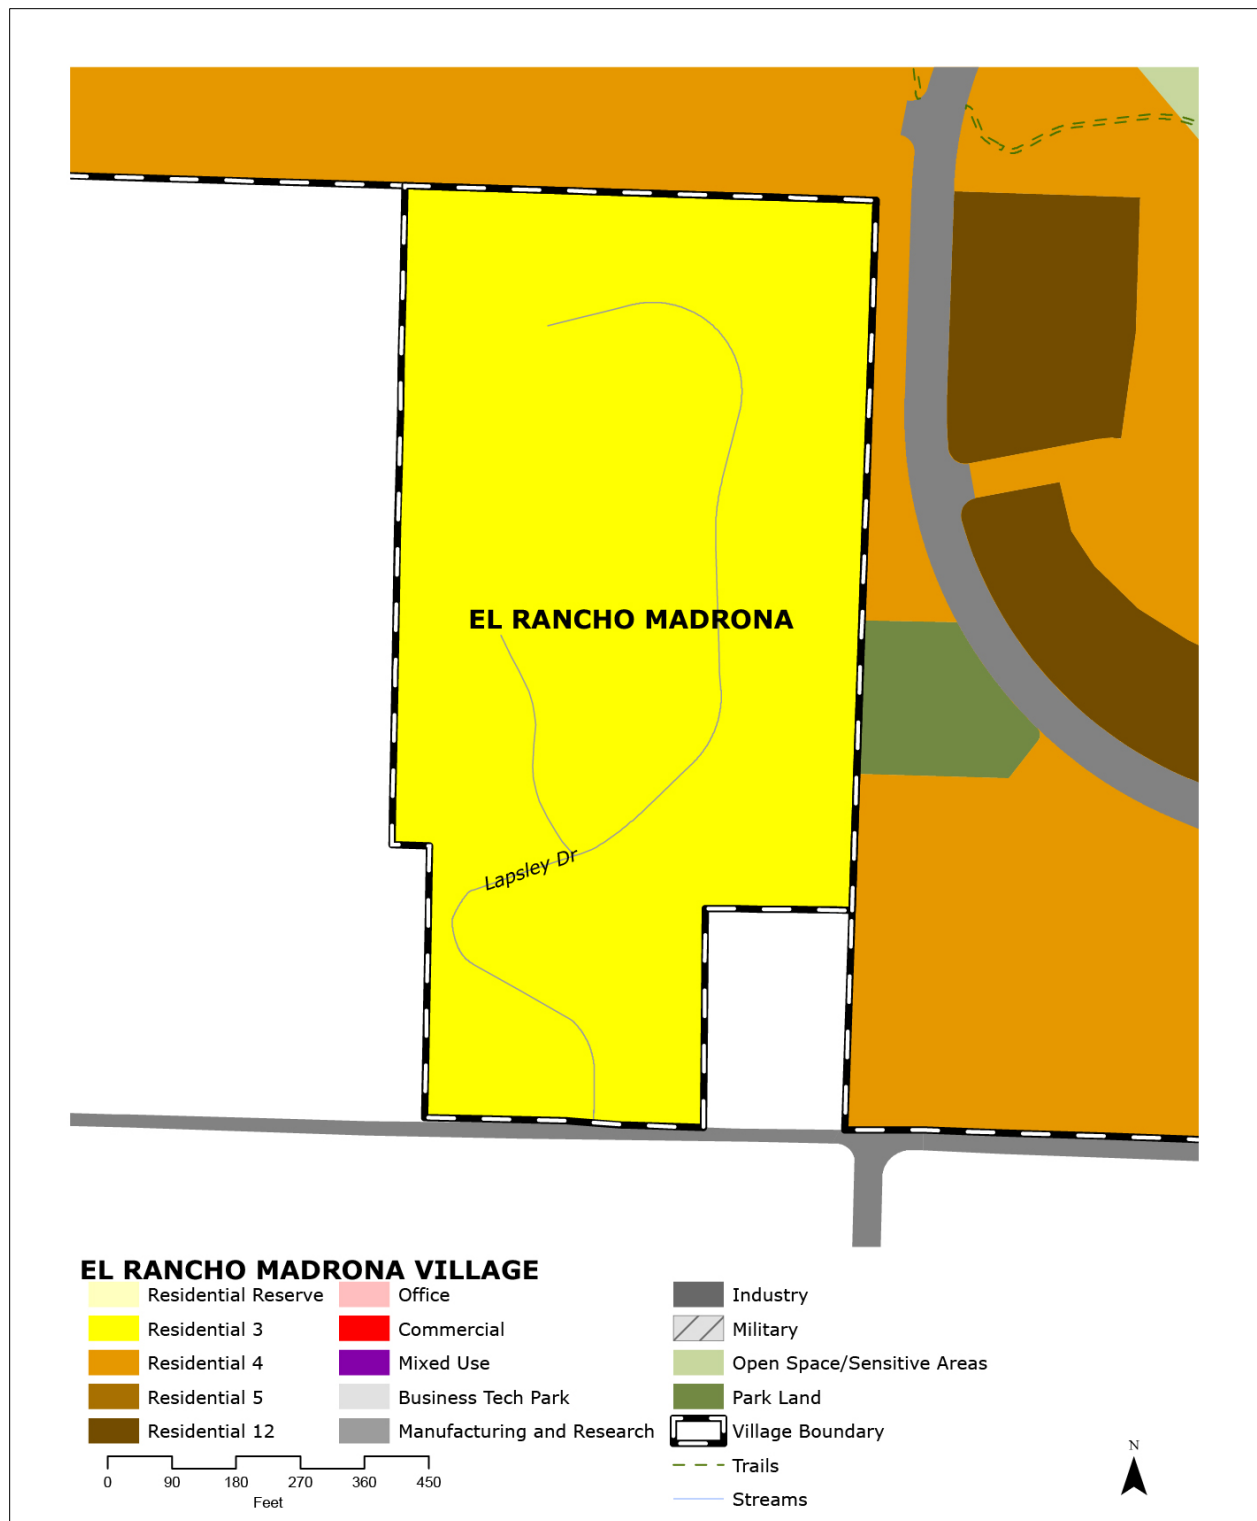 EL RANCHO MADRONA
Lapsley Dr
EL RANCHO MADRONA VILLAGE
Residential Reserve
Residential 3
Residential 4
Residential 5
Residential 12
Office
Commercial
Mixed Use
Business Tech Park
Manufacturing and Research
Industry
Military
Open Space/Sensitive Areas
Park Land
Village Boundary
Trails
Streams
0 90 180 270 360 450
Feet
N